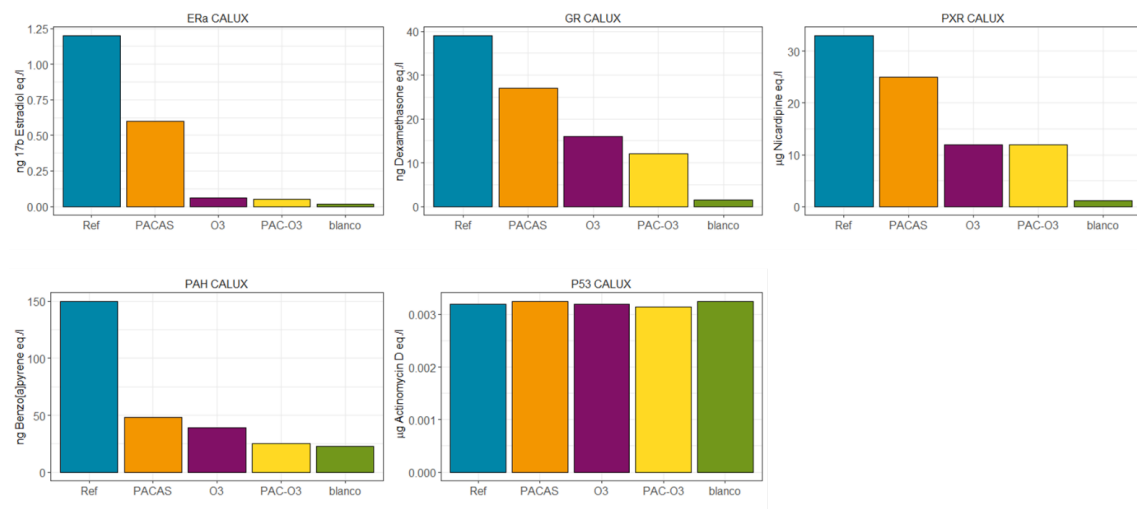 ERa CALUX
ng 17b Estradiol eq./l
1.25
1.00
0.75
0.50
0.25
0.00
Ref PACAS O3 PAC-O3 blanco
GR CALUX
ng Dexamethasone eq./l
40
30
20
10
0
Ref PACAS O3 PAC-O3 blanco
PXR CALUX
µg Nicardipine eq./l
30
20
10
0
Ref PACAS O3 PAC-O3 blanco
PAH CALUX
ng Benzo[a]pyrene eq./l
150
100
50
0
Ref PACAS O3 PAC-O3 blanco
P53 CALUX
µg Actinomycin D eq./l
0.003
0.002
0.001
0.000
Ref PACAS O3 PAC-O3 blanco